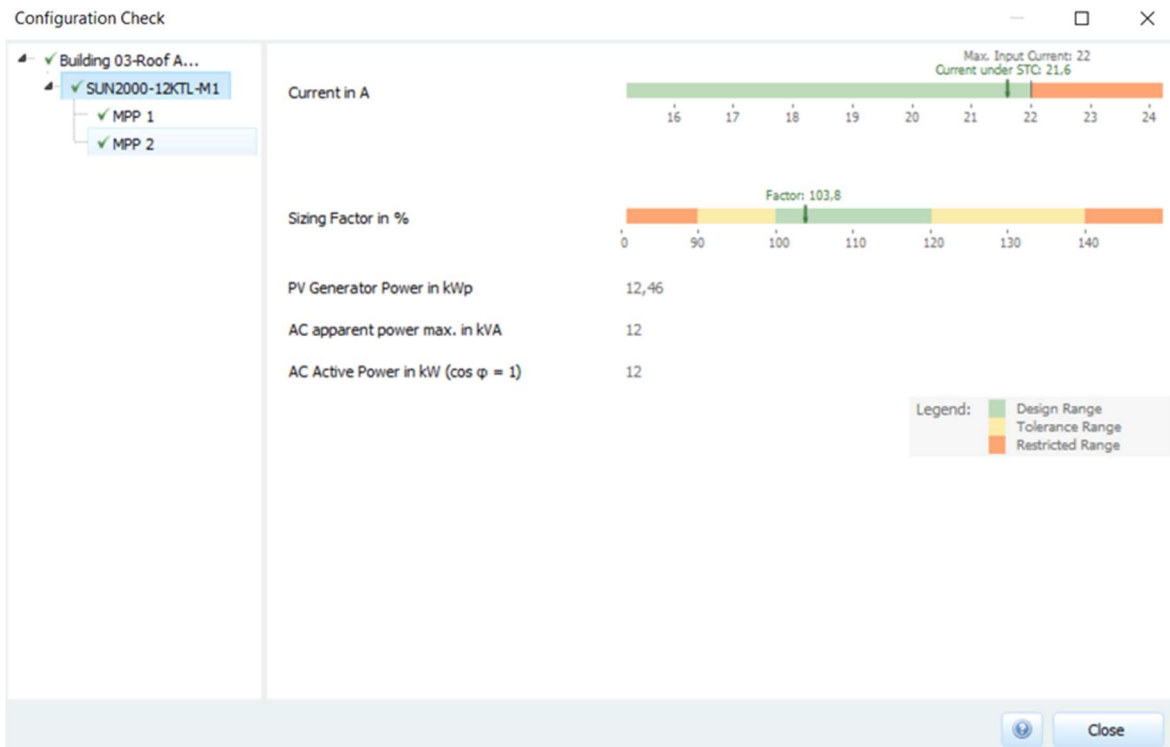 Configuration Check
Building 03-Roof A...
SUN2000-12KTL-M1
MPP 1
MPP 2
Max. Input Current: 22
Current under STC: 21,6
Current in A
16 17 18 19 20 21 22 23 24
Factor: 103,8
Sizing Factor in %
0 90 100 110 120 130 140
PV Generator Power in kWp 12,46
AC apparent power max. in kVA 12
AC Active Power in kW (cos φ = 1) 12
Legend: Design Range
Tolerance Range
Restricted Range
Close